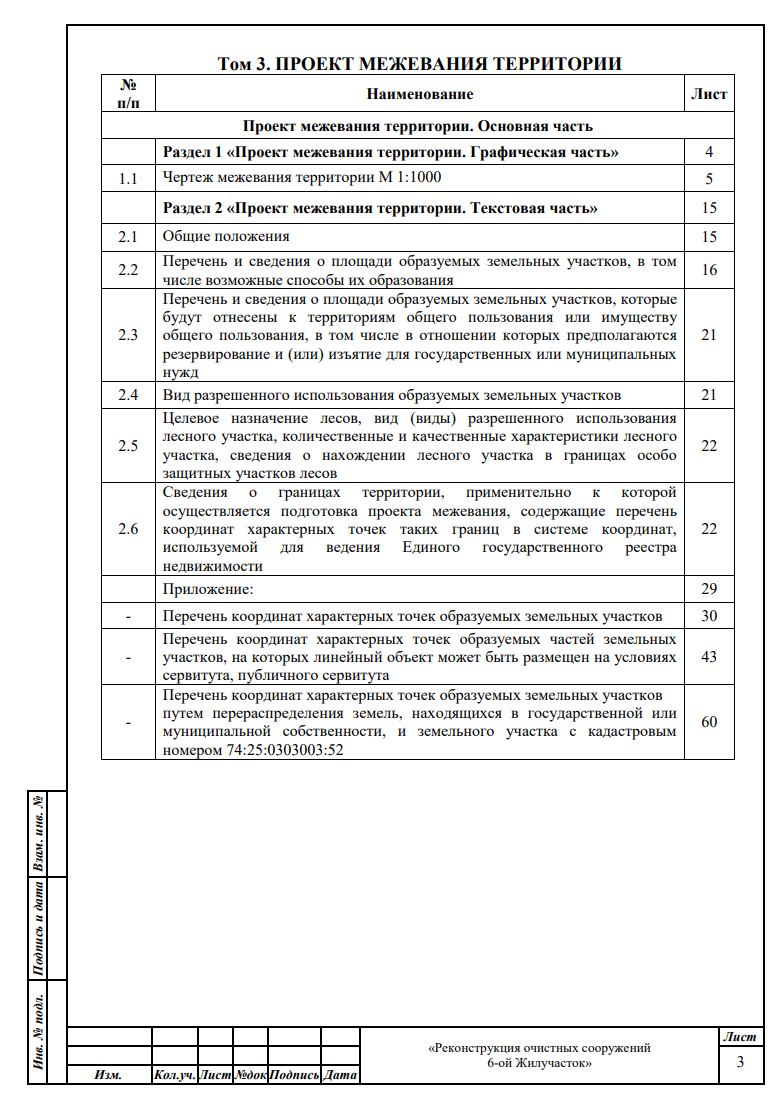 Том 3. ПРОЕКТ МЕЖЕВАНИЯ ТЕРРИТОРИИ
№ п/п Наименование Лист
Проект межевания территории. Основная часть
Раздел 1 «Проект межевания территории. Графическая часть» 4
1.1 Чертеж межевания территории М 1:1000 5
Раздел 2 «Проект межевания территории. Текстовая часть» 15
2.1 Общие положения 15
2.2 Перечень и сведения о площади образуемых земельных участков, в том
числе возможные способы их образования 16
2.3 Перечень и сведения о площади образуемых земельных участков, которые
будут отнесены к территориям общего пользования или имуществу
общего пользования, в том числе в отношении которых предполагаются
резервирование и (или) изъятие для государственных или муниципальных
нужд 21
2.4 Вид разрешенного использования образуемых земельных участков 21
2.5 Целевое назначение лесов, вид (виды) разрешенного использования
лесного участка, количественные и качественные характеристики лесного
участка, сведения о нахождении лесного участка в границах особо
защитных участков лесов 22
2.6 Сведения о границах территории, применительно к которой
осуществляется подготовка проекта межевания, содержащие перечень
координат характерных точек таких границ в системе координат,
используемой для ведения Единого государственного реестра
недвижимости 22
Приложение: 29
- Перечень координат характерных точек образуемых земельных участков 30
- Перечень координат характерных точек образуемых частей земельных
участков, на которых линейный объект может быть размещен на условиях
сервитута, публичного сервитута 43
- Перечень координат характерных точек образуемых земельных участков
путем перераспределения земель, находящихся в государственной или
муниципальной собственности, и земельного участка с кадастровым
номером 74:25:0303003:52 60
Взам. инв. №
Подпись и дата
Инв. № подл.
Изм. Кол.уч. Лист №док Подпись Дата
«Реконструкция очистных сооружений
6-ой Жилучасток»
Лист
3